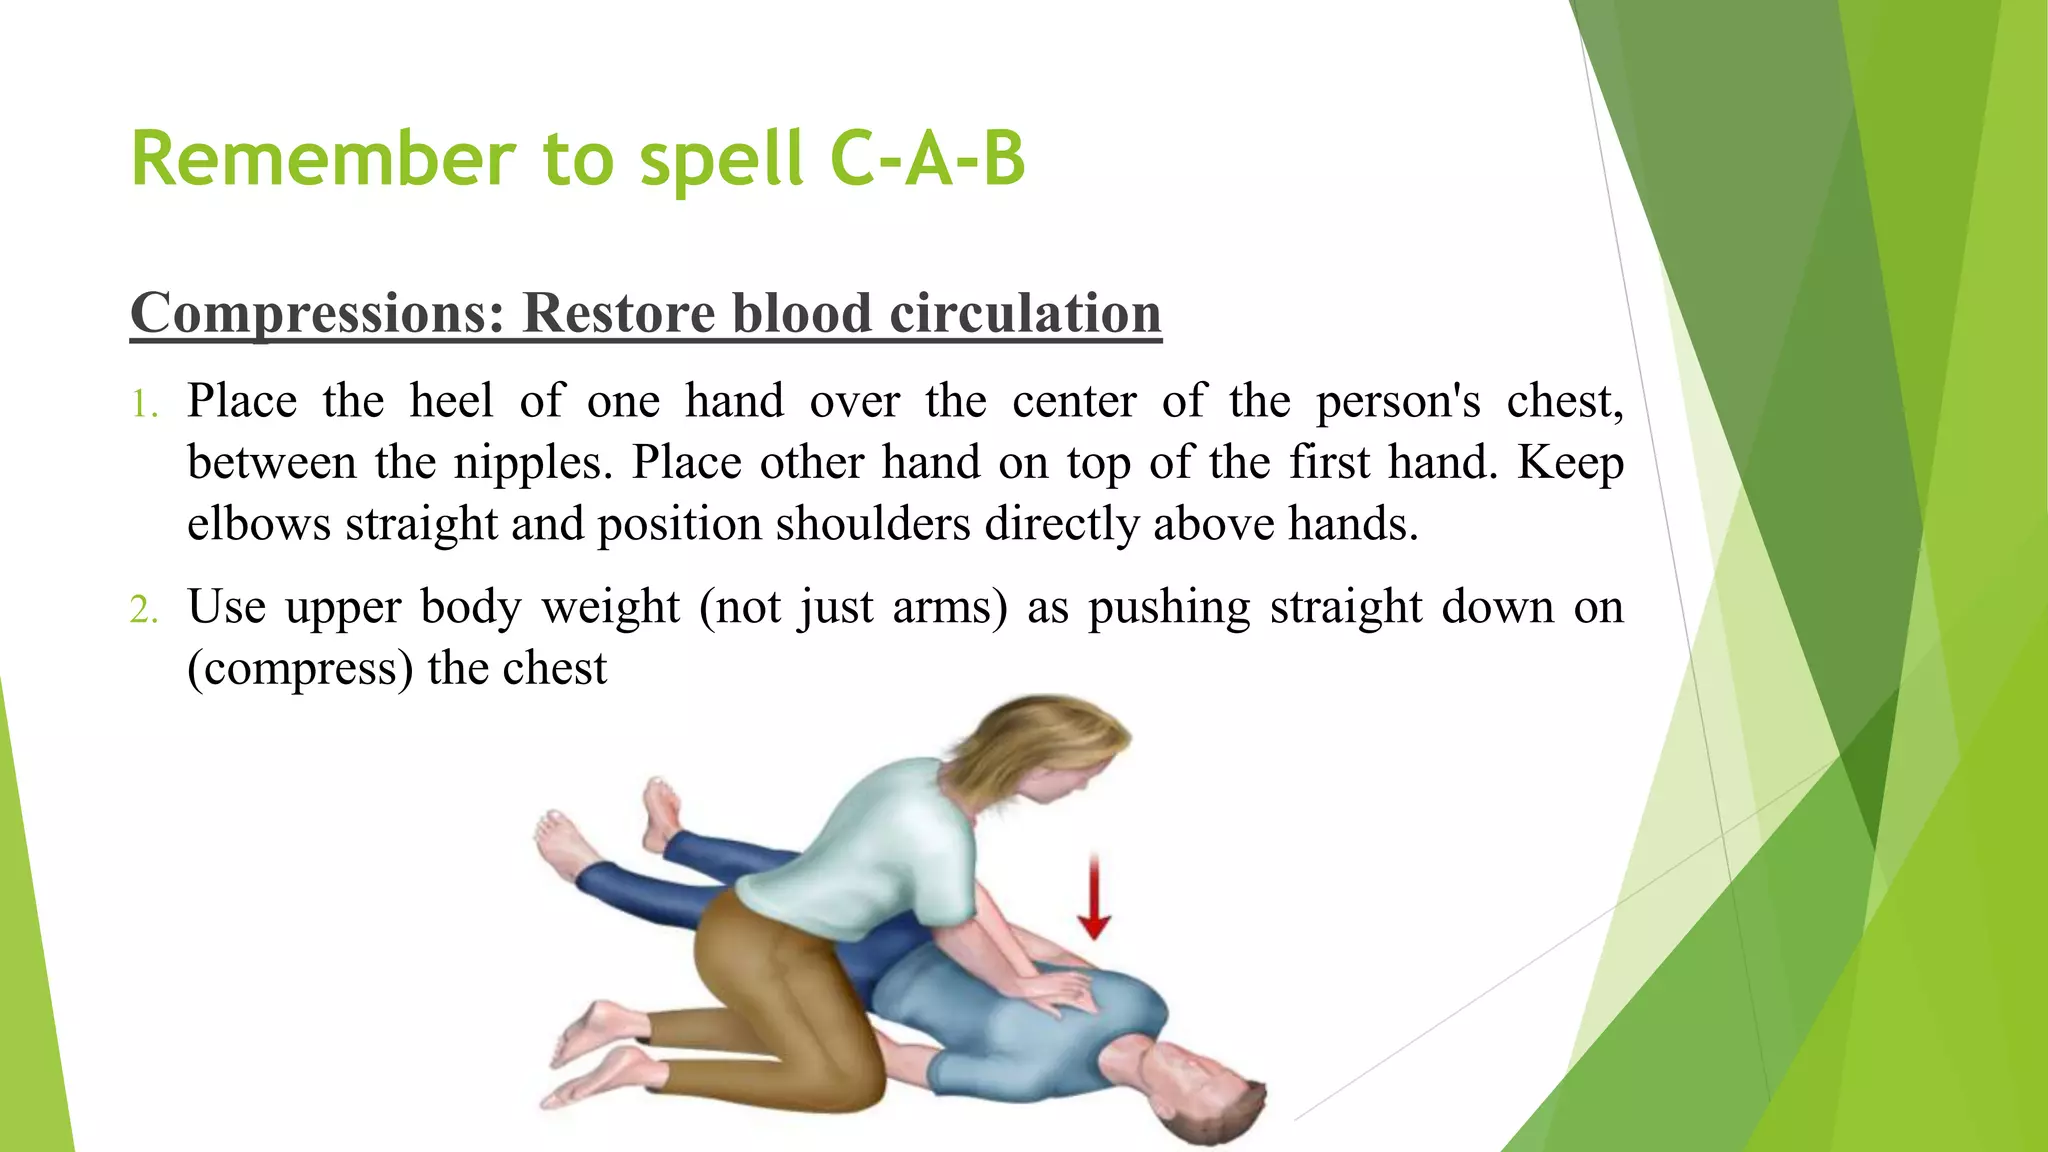 Remember to spell C-A-B
Compressions: Restore blood circulation
1. Place the heel of one hand over the center of the person's chest,
between the nipples. Place other hand on top of the first hand. Keep
elbows straight and position shoulders directly above hands.
2. Use upper body weight (not just arms) as pushing straight down on
(compress) the chest